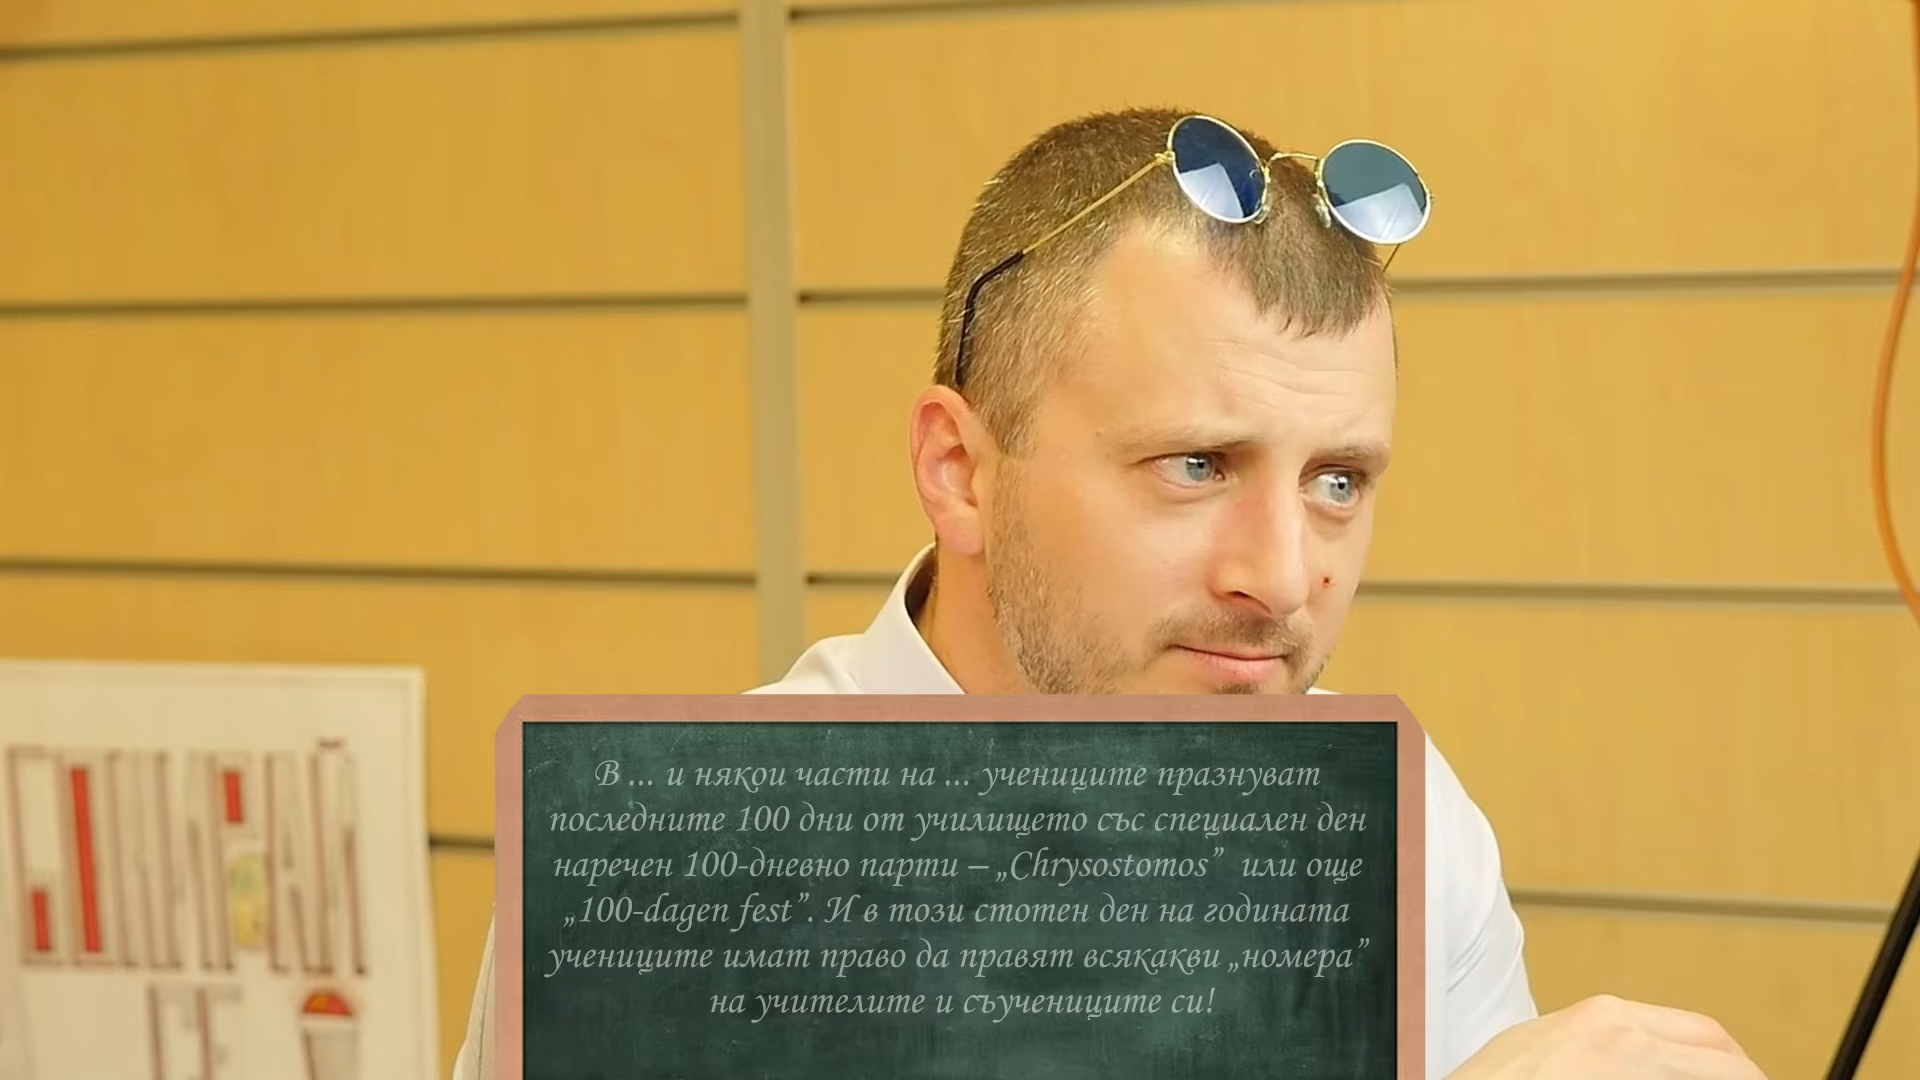 В ... и някои части на ... учениците празнуват
последните 100 дни от училището със специален ден
наречен 100-дневно парти – „Chrysostomos” или още
„100-dagen fest”. И в този стотен ден на годината
учениците имат право да правят всякакви „номера”
на учителите и съучениците си!